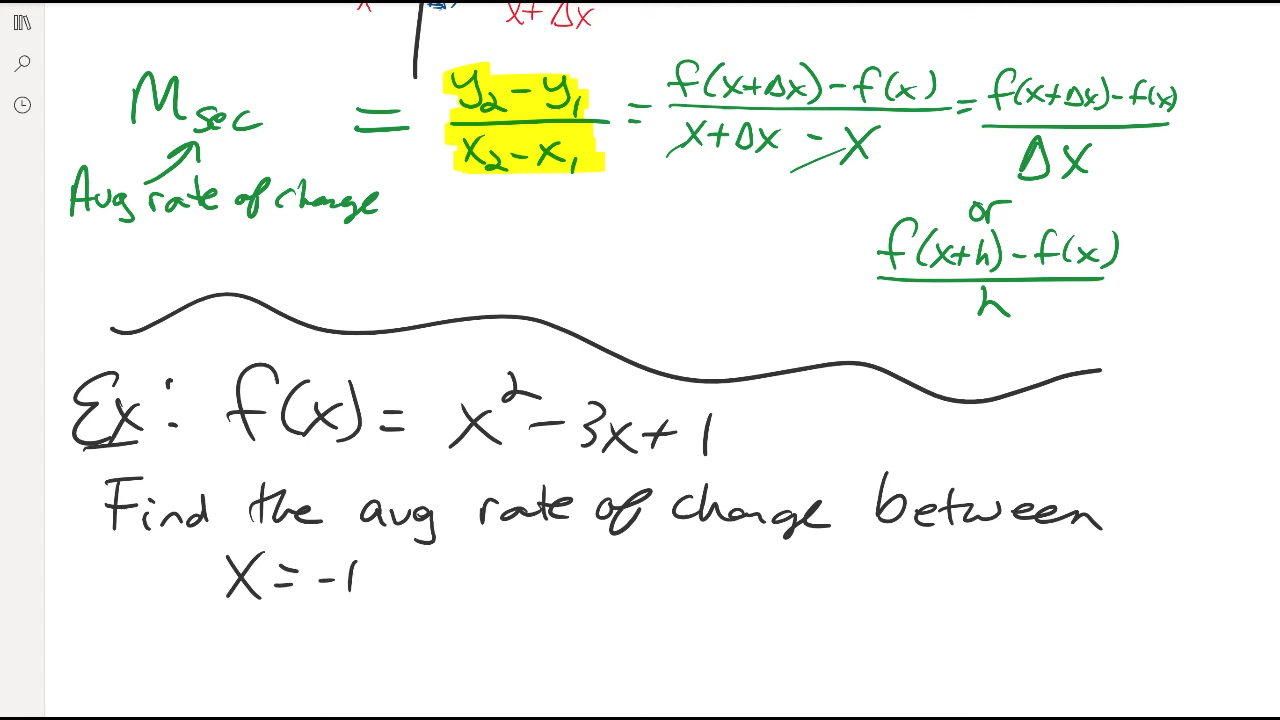 x x+Δx
M_sec = (y₂ - y₁)/(x₂ - x₁) = (f(x+Δx) - f(x))/(x+Δx - x) = (f(x+Δx) - f(x))/Δx
Avg rate of change
or
(f(x+h) - f(x))/h
Ex: f(x) = x² - 3x + 1
Find the avg rate of change between
x = -1